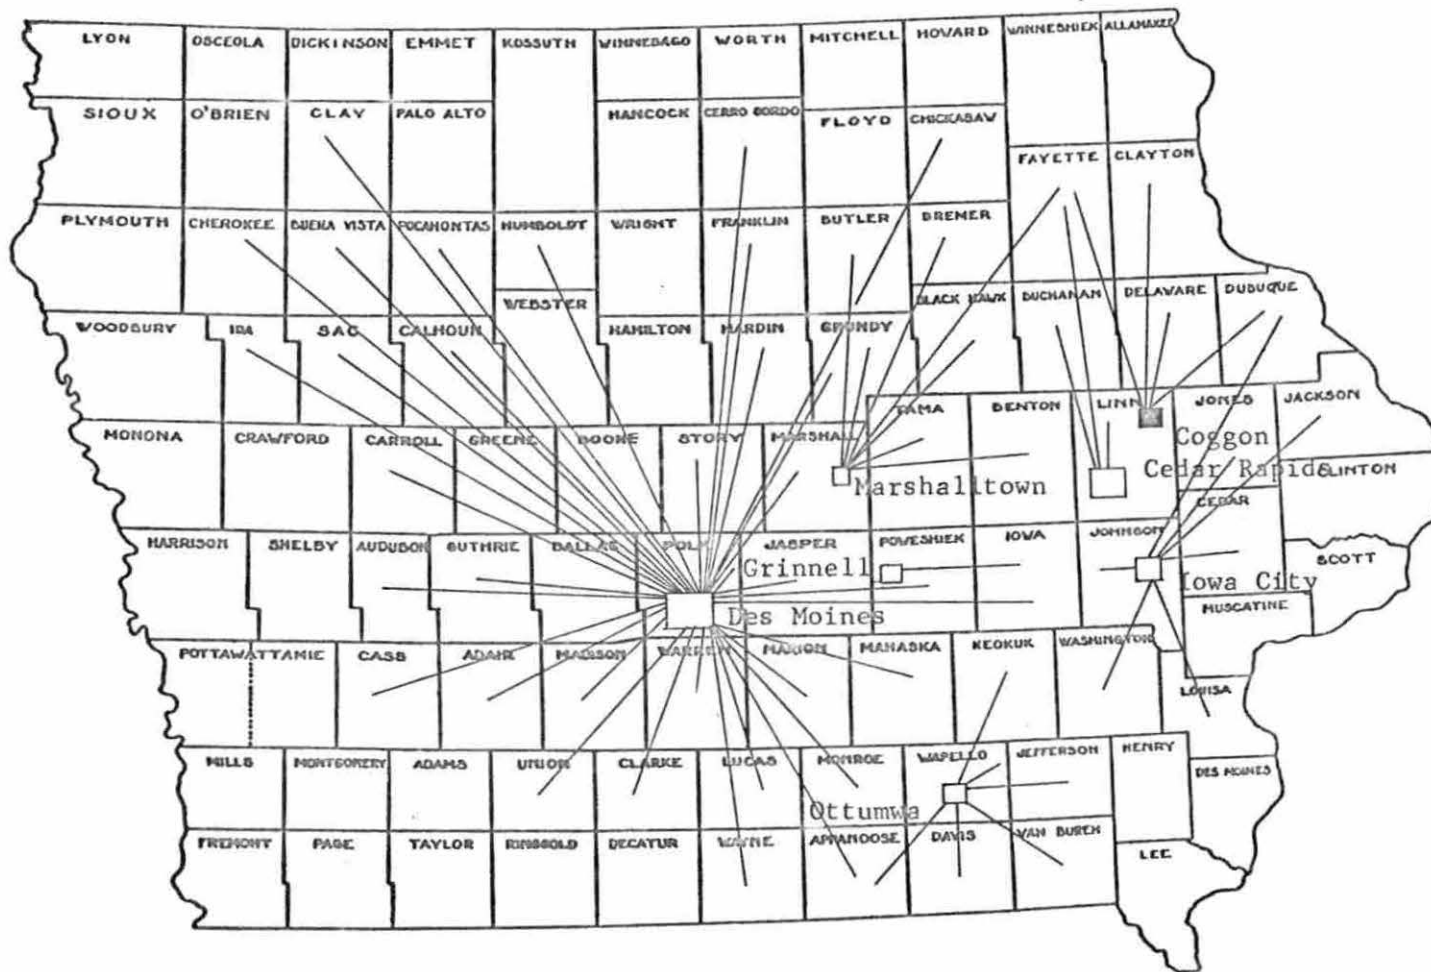 LYON OSCEOLA DICKINSON EMMET KOSSUTH WINNEBAGO WORTH MITCHELL HOWARD WINNESHIEK ALLAMAKEE
SIOUX O'BRIEN CLAY PALO ALTO HANCOCK CERRO GORDO FLOYD CHICKASAW
FAYETTE CLAYTON
PLYMOUTH CHEROKEE BUENA VISTA POCAHONTAS HUMBOLDT WRIGHT FRANKLIN BUTLER BREMER
WEBSTER BLACK HAWK BUCHANAN DELAWARE DUBUQUE
WOODBURY IDA SAC CALHOUN HAMILTON HARDIN GRUNDY
TAMA BENTON LINN JONES JACKSON
MONONA CRAWFORD CARROLL GREENE BOONE STORY MARSHALL Coggon
Marshalltown Cedar Rapids CLINTON
CEDAR
HARRISON SHELBY AUDUBON GUTHRIE DALLAS POLK JASPER POWESHIEK IOWA JOHNSON
Grinnell SCOTT
Iowa City
Des Moines MUSCATINE
POTTAWATTAMIE CASS ADAIR MADISON WARREN MARION MAHASKA KEOKUK WASHINGTON
LOUISA
MILLS MONTGOMERY ADAMS UNION CLARKE LUCAS MONROE WAPELLO JEFFERSON HENRY
DES MOINES
Ottumwa
FREMONT PAGE TAYLOR RINGGOLD DECATUR WAYNE APPANOOSE DAVIS VAN BUREN
LEE